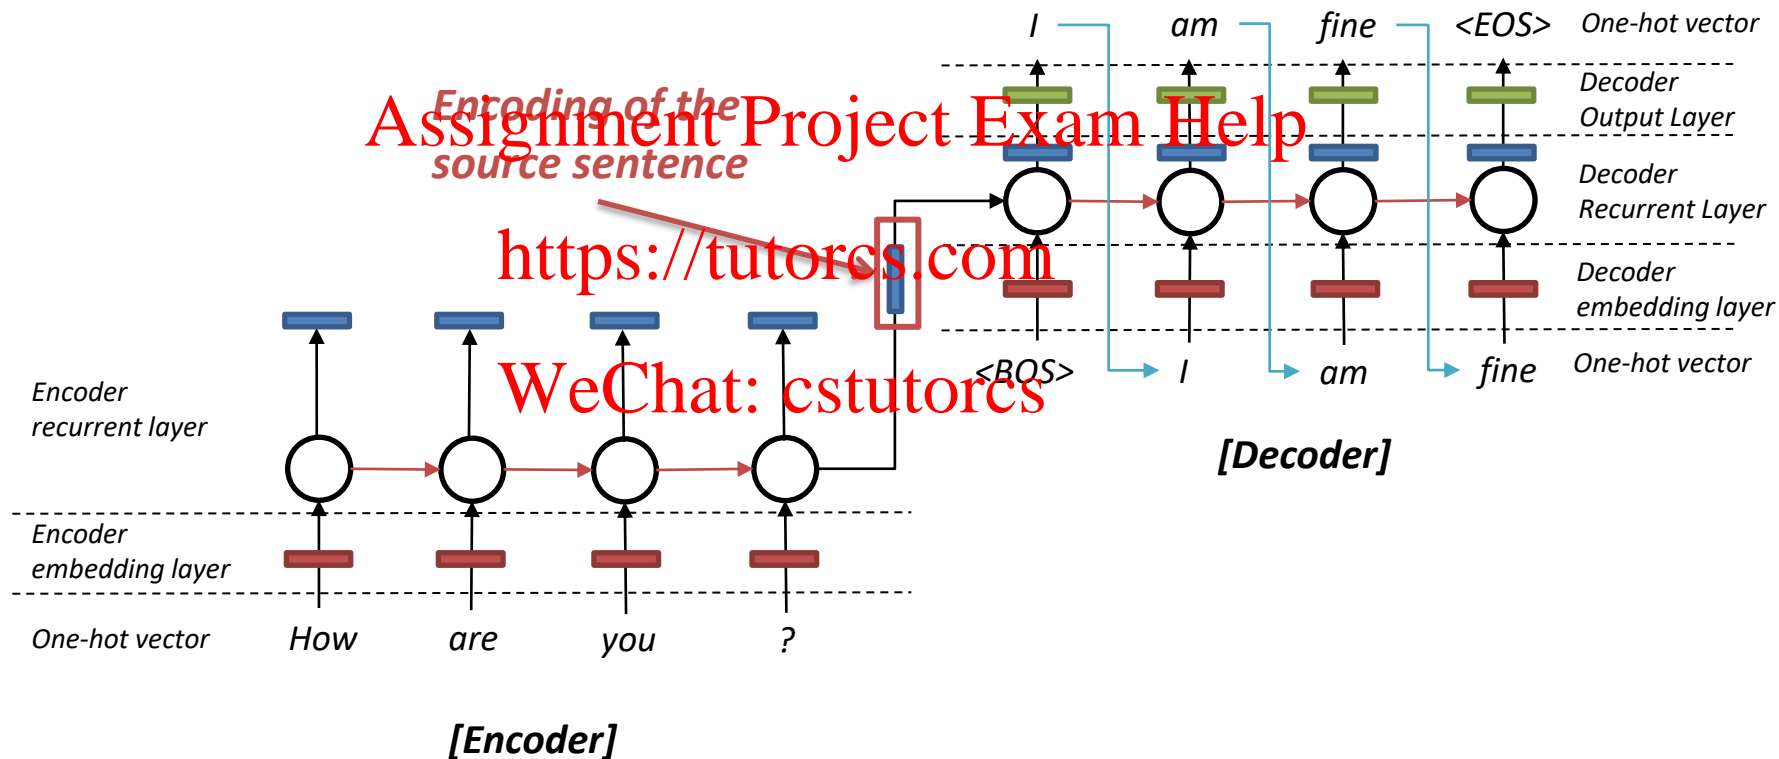 I am fine <EOS> One-hot vector
Decoder
Output Layer
Encoding of the
source sentence
Assignment Project Exam Help
Decoder
Recurrent Layer
https://tutorcs.com
Decoder
embedding layer
<BOS> I am fine One-hot vector
WeChat: cstutorcs
Encoder
recurrent layer
[Decoder]
Encoder
embedding layer
One-hot vector How are you ?
[Encoder]